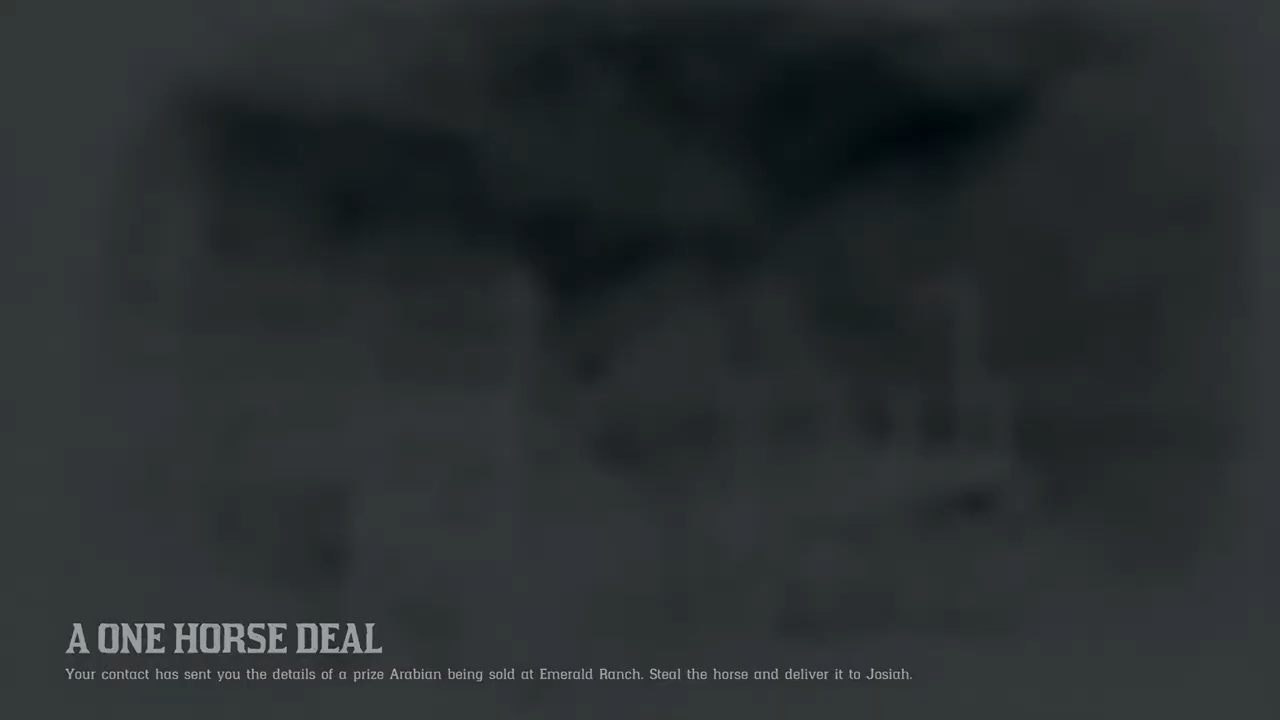 A ONE HORSE DEAL
Your contact has sent you the details of a prize Arabian being sold at Emerald Ranch. Steal the horse and deliver it to Josiah.